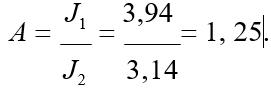 A = J₁ / J₂ = 3,94 / 3,14 = 1, 25.